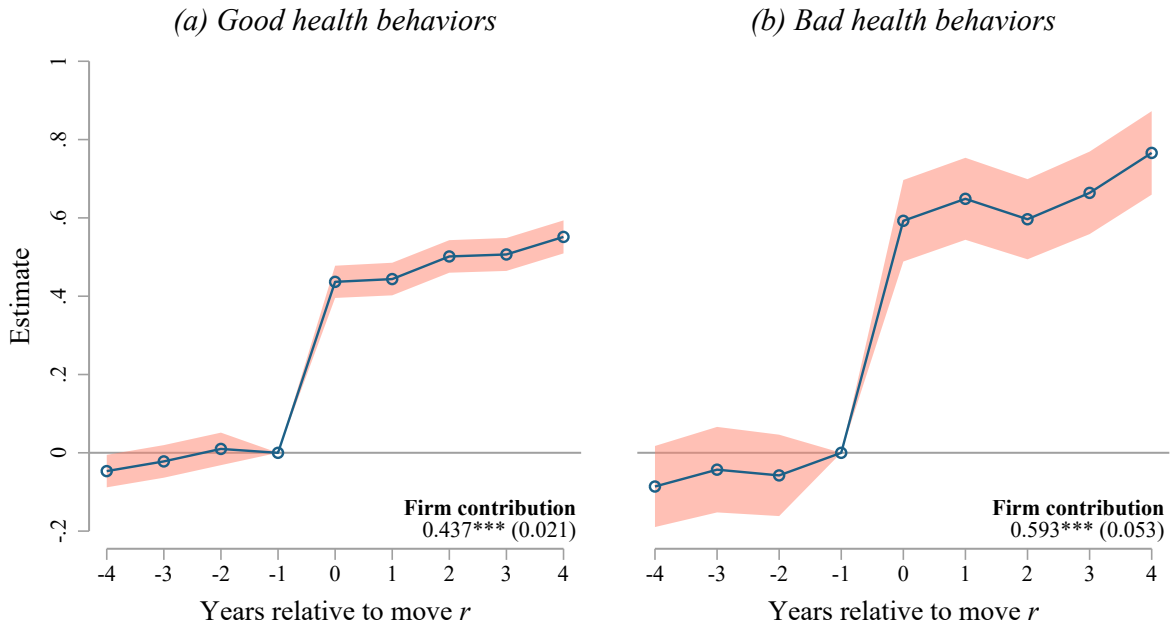 (a) Good health behaviors
(b) Bad health behaviors
Estimate
1
.8
.6
.4
.2
0
-.2
Firm contribution
0.437*** (0.021)
-4 -3 -2 -1 0 1 2 3 4
Years relative to move r
Firm contribution
0.593*** (0.053)
-4 -3 -2 -1 0 1 2 3 4
Years relative to move r